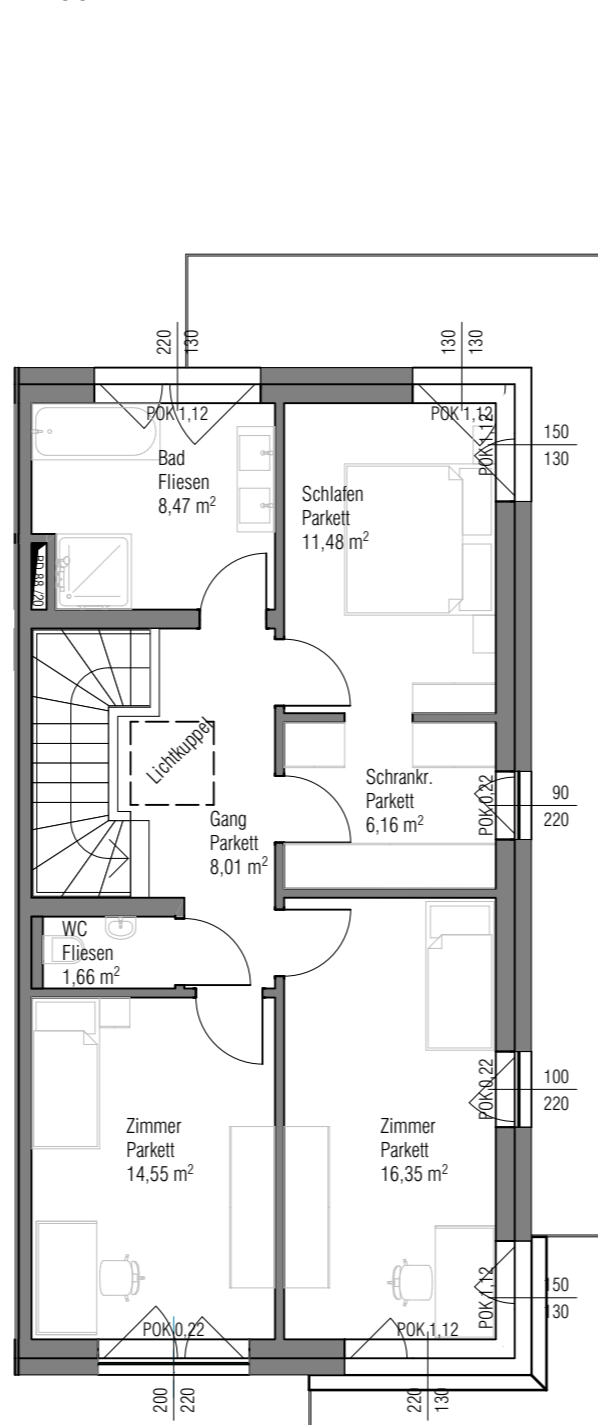 220
130
130
130
POK 1,12
POK 1,12
POK 1,12
150
130
Bad
Fliesen
8,47 m²
Schlafen
Parkett
11,48 m²
Lichtkuppel
Schrankr.
Parkett
6,16 m²
POK 0,22
90
220
Gang
Parkett
8,01 m²
WC
Fliesen
1,66 m²
POK 0,22
100
220
Zimmer
Parkett
14,55 m²
Zimmer
Parkett
16,35 m²
POK 1,12
150
130
POK 0,22
POK 1,12
200
220
220
130